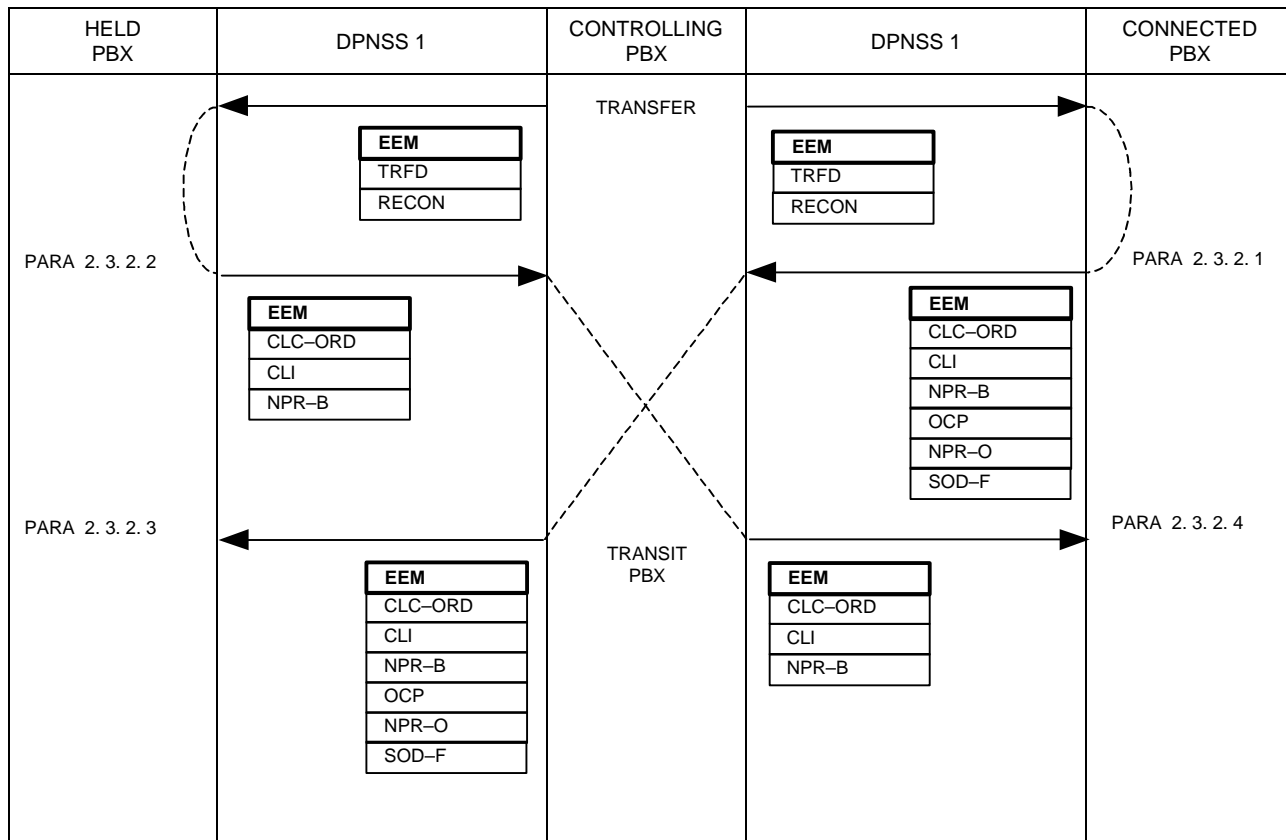 HELD
PBX
DPNSS 1
CONTROLLING
PBX
DPNSS 1
CONNECTED
PBX
TRANSFER
EEM
TRFD
RECON
EEM
TRFD
RECON
PARA 2. 3. 2. 2
PARA 2. 3. 2. 1
EEM
CLC–ORD
CLI
NPR–B
EEM
CLC–ORD
CLI
NPR–B
OCP
NPR–O
SOD–F
PARA 2. 3. 2. 3
PARA 2. 3. 2. 4
TRANSIT
PBX
EEM
CLC–ORD
CLI
NPR–B
OCP
NPR–O
SOD–F
EEM
CLC–ORD
CLI
NPR–B